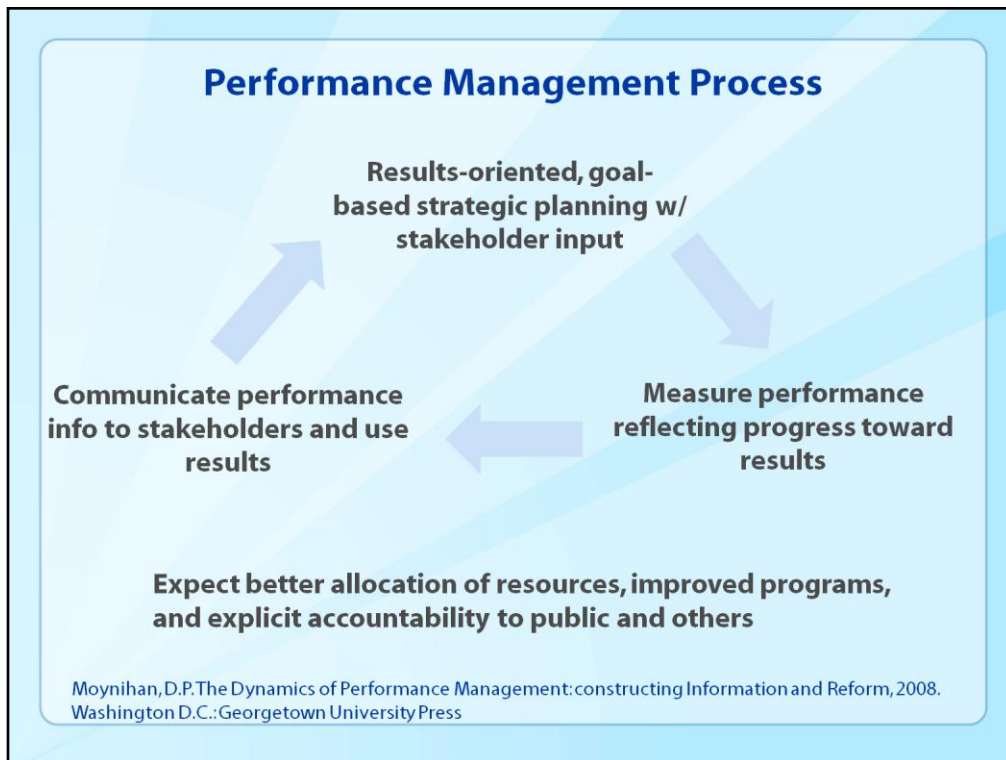 Performance Management Process
Results-oriented, goal-
based strategic planning w/
stakeholder input
Communicate performance
info to stakeholders and use
results
Measure performance
reflecting progress toward
results
Expect better allocation of resources, improved programs,
and explicit accountability to public and others
Moynihan, D.P. The Dynamics of Performance Management: constructing Information and Reform, 2008.
Washington D.C.: Georgetown University Press